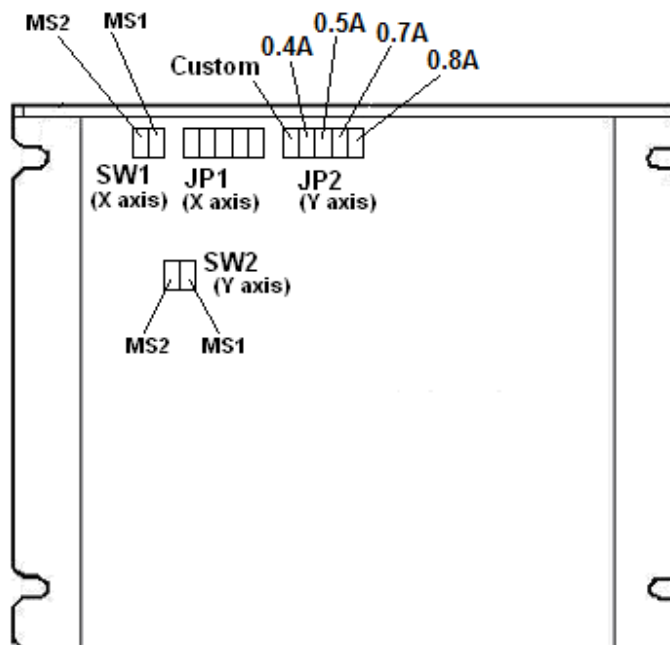 MS2 MS1
Custom 0.4A 0.5A 0.7A 0.8A
SW1 JP1 JP2
(X axis) (X axis) (Y axis)
SW2
(Y axis)
MS2 MS1